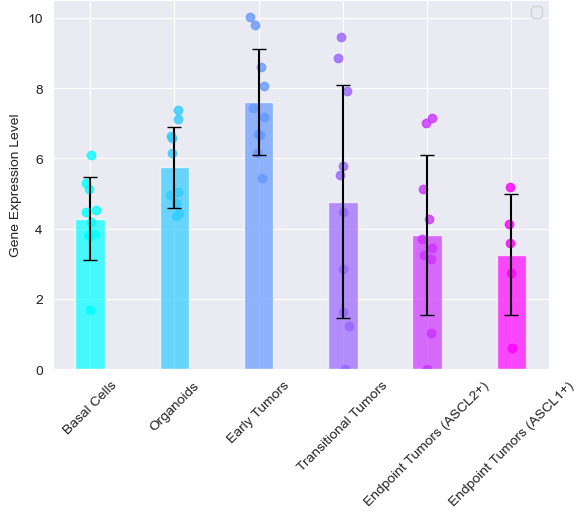 10
8
6
4
2
0
Gene Expression Level
Basal Cells
Organoids
Early Tumors
Transitional Tumors
Endpoint Tumors (ASCL2+)
Endpoint Tumors (ASCL1+)